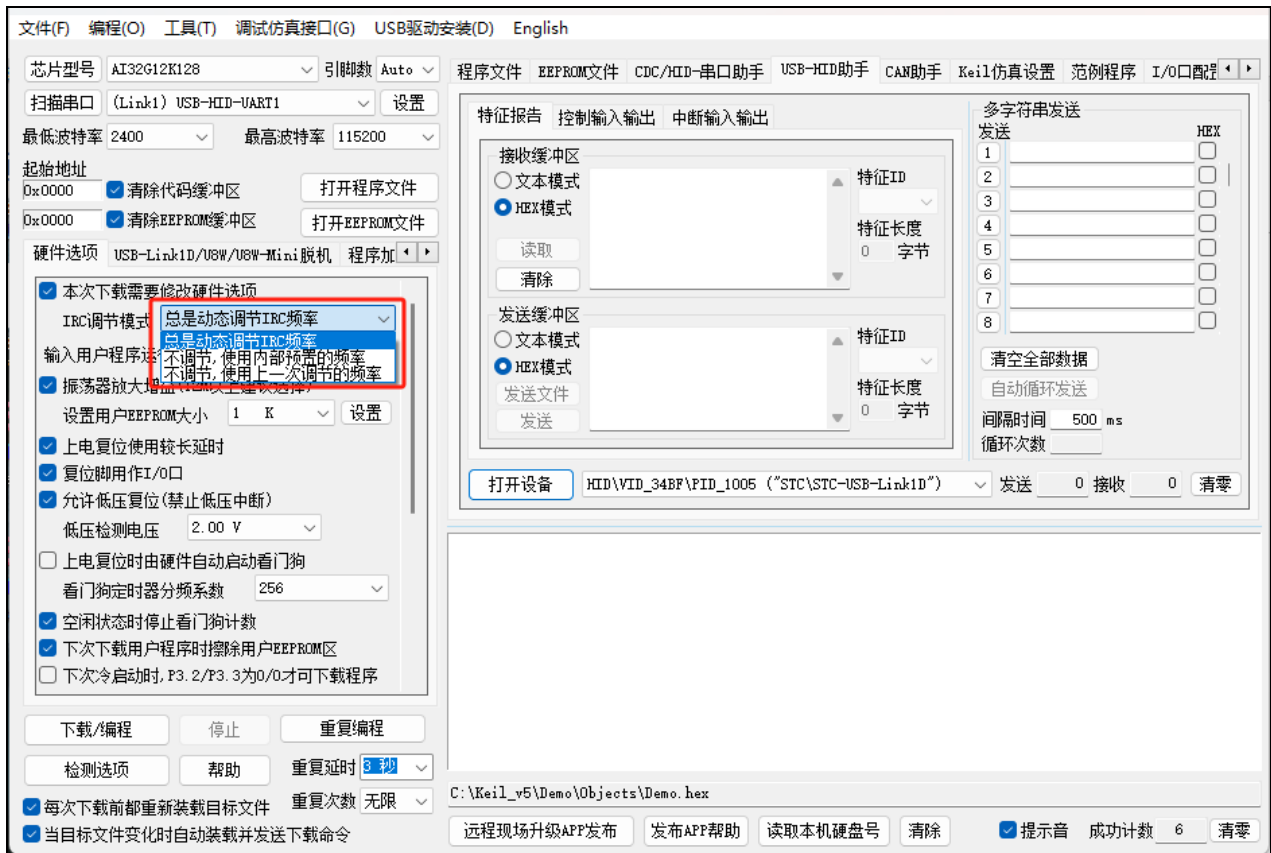 文件(F) 编程(O) 工具(T) 调试仿真接口(G) USB驱动安装(D) English
芯片型号 AI32G12K128 引脚数 Auto
扫描串口 (Link1) USB-HID-UART1 设置
最低波特率 2400 最高波特率 115200
起始地址
0x0000 清除代码缓冲区 打开程序文件
0x0000 清除EEPROM缓冲区 打开EEPROM文件
硬件选项 USB-Link1D/U8W/U8W-Mini脱机 程序加
本次下载需要修改硬件选项
IRC调节模式 总是动态调节IRC频率
总是动态调节IRC频率
输入用户程序运 不调节,使用内部预置的频率
不调节,使用上一次调节的频率
振荡器放大增益
设置用户EEPROM大小 1 K 设置
上电复位使用较长延时
复位脚用作I/O口
允许低压复位(禁止低压中断)
低压检测电压 2.00 V
上电复位时由硬件自动启动看门狗
看门狗定时器分频系数 256
空闲状态时停止看门狗计数
下次下载用户程序时擦除用户EEPROM区
下次冷启动时,P3.2/P3.3为0/0才可下载程序
下载/编程 停止 重复编程
检测选项 帮助 重复延时 3 秒
每次下载前都重新装载目标文件 重复次数 无限
当目标文件变化时自动装载并发送下载命令
程序文件 EEPROM文件 CDC/HID-串口助手 USB-HID助手 CAN助手 Keil仿真设置 范例程序 I/O口配
特征报告 控制输入输出 中断输入输出
接收缓冲区
文本模式 特征ID
HEX模式
特征长度
读取 0 字节
清除
发送缓冲区
文本模式 特征ID
HEX模式
发送文件 特征长度
发送 0 字节
多字符串发送
发送 HEX
1
2
3
4
5
6
7
8
清空全部数据
自动循环发送
间隔时间 500 ms
循环次数
打开设备 HID\VID_34BF\PID_1005 ("STC\STC-USB-Link1D") 发送 0 接收 0 清零
C:\Keil_v5\Demo\Objects\Demo.hex
远程现场升级APP发布 发布APP帮助 读取本机硬盘号 清除 提示音 成功计数 6 清零